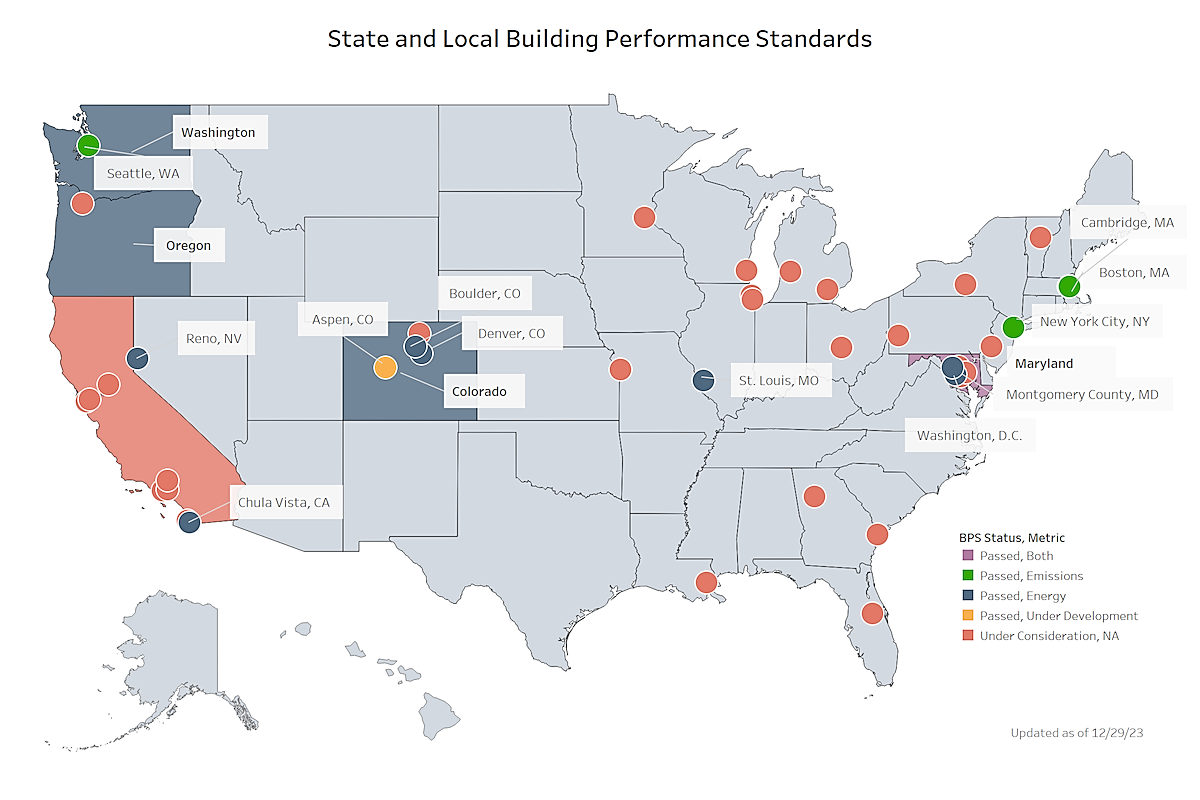 State and Local Building Performance Standards
Washington
Seattle, WA
Oregon
Cambridge, MA
Boston, MA
Boulder, CO
Aspen, CO
Denver, CO
New York City, NY
Reno, NV
Maryland
St. Louis, MO
Colorado
Montgomery County, MD
Washington, D.C.
Chula Vista, CA
BPS Status, Metric
Passed, Both
Passed, Emissions
Passed, Energy
Passed, Under Development
Under Consideration, NA
Updated as of 12/29/23